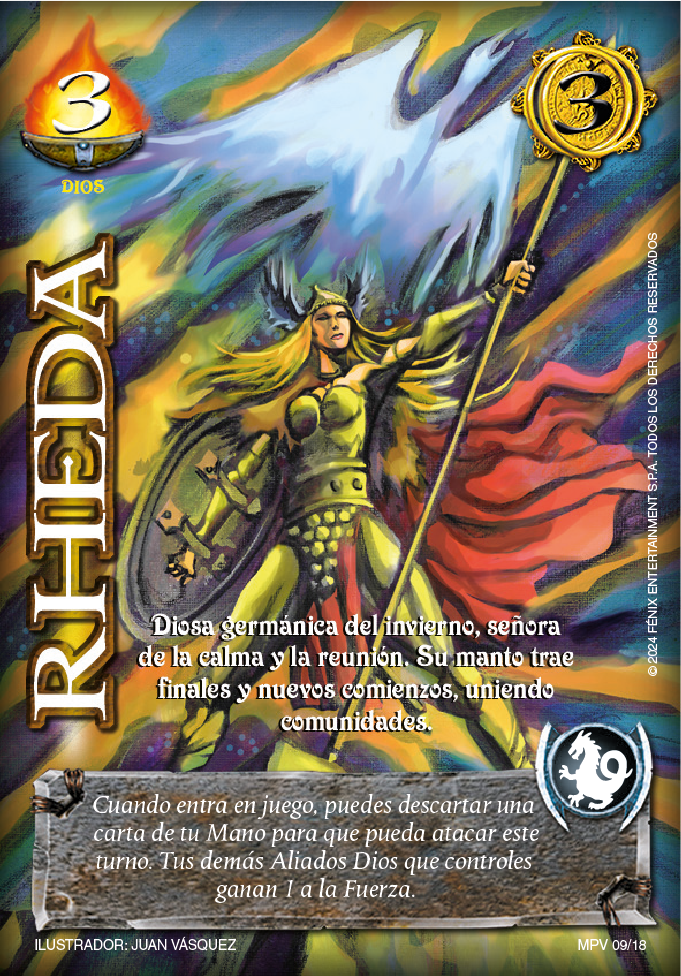 3
3
DIOS
RHEDA
© 2024 FÉNIX ENTERTAINMENT S.P.A. TODOS LOS DERECHOS RESERVADOS
Diosa germánica del invierno, señora
de la calma y la reunión. Su manto trae
finales y nuevos comienzos, uniendo
comunidades.
Cuando entra en juego, puedes descartar una
carta de tu Mano para que pueda atacar este
turno. Tus demás Aliados Dios que controles
ganan 1 a la Fuerza.
ILUSTRADOR: JUAN VÁSQUEZ
MPV 09/18